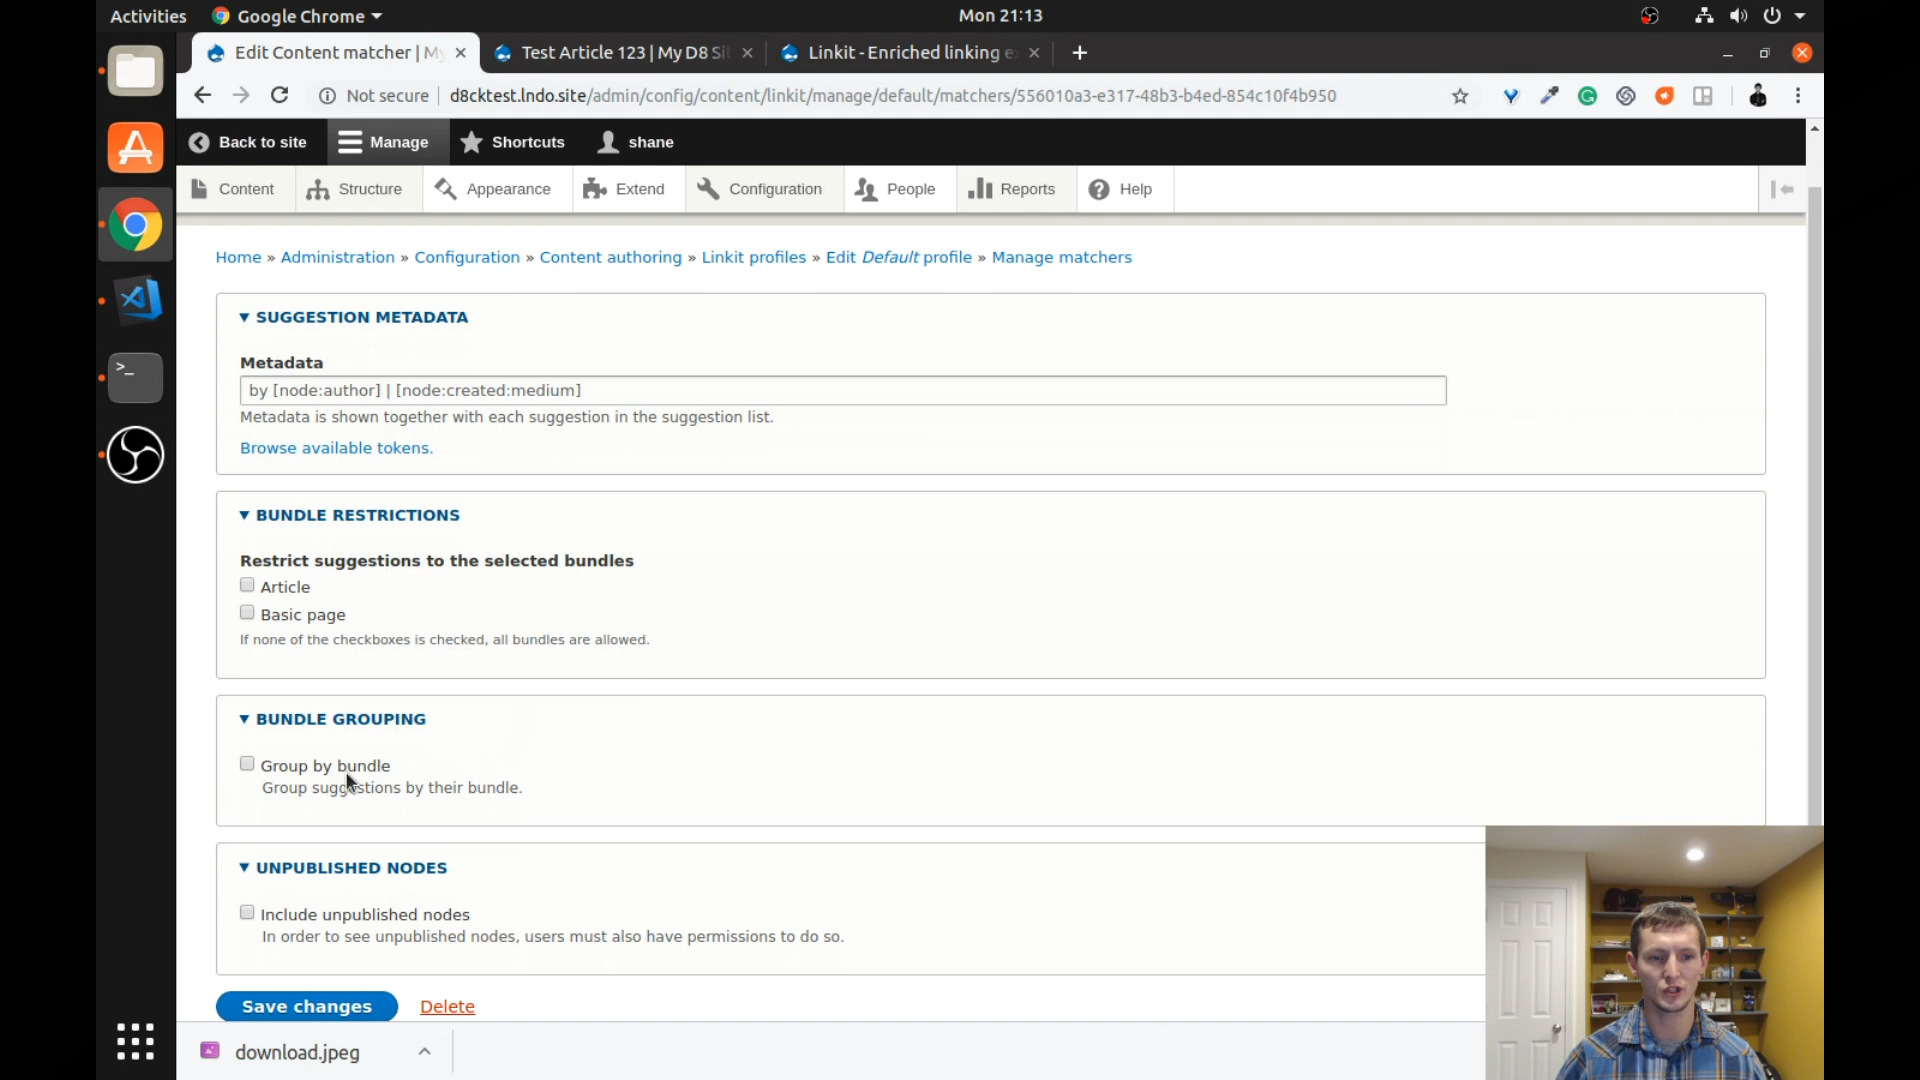 Activities Google Chrome Mon 21:13
Edit Content matcher | My Test Article 123 | My D8 Sit Linkit - Enriched linking e
Not secure d8cktest.lndo.site/admin/config/content/linkit/manage/default/matchers/556010a3-e317-48b3-b4ed-854c10f4b950
Back to site Manage Shortcuts shane
Content Structure Appearance Extend Configuration People Reports Help
Home » Administration » Configuration » Content authoring » Linkit profiles » Edit Default profile » Manage matchers
SUGGESTION METADATA
Metadata
by [node:author] | [node:created:medium]
Metadata is shown together with each suggestion in the suggestion list.
Browse available tokens.
BUNDLE RESTRICTIONS
Restrict suggestions to the selected bundles
Article
Basic page
If none of the checkboxes is checked, all bundles are allowed.
BUNDLE GROUPING
Group by bundle
Group suggestions by their bundle.
UNPUBLISHED NODES
Include unpublished nodes
In order to see unpublished nodes, users must also have permissions to do so.
Save changes Delete
download.jpeg